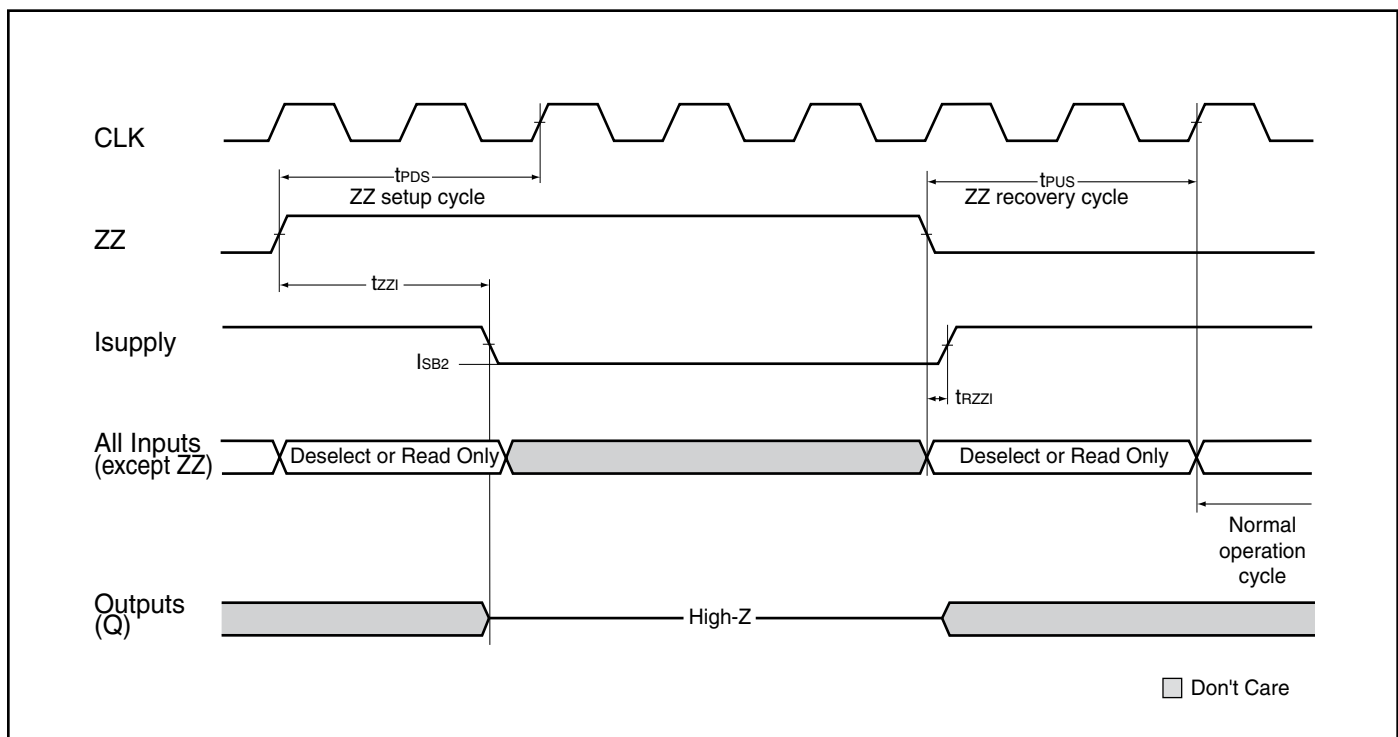 CLK
tPDS
ZZ setup cycle
tPUS
ZZ recovery cycle
ZZ
tZZI
Isupply
ISB2
tRZZI
All Inputs
(except ZZ)
Deselect or Read Only
Deselect or Read Only
Normal
operation
cycle
Outputs
(Q)
High-Z
Don't Care